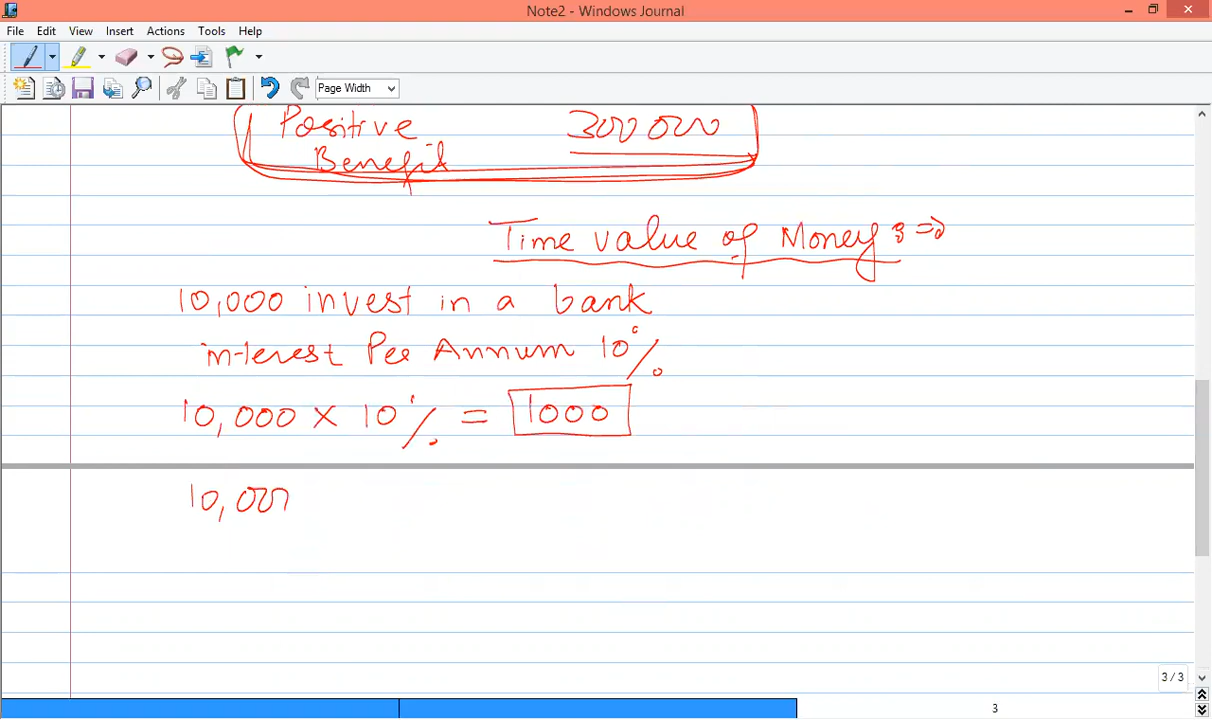 Note2 - Windows Journal
File Edit View Insert Actions Tools Help
Page Width
Positive 300 000
Benefit
Time value of Money :=>
10,000 invest in a bank
interest Per Annum 10%
10,000 X 10% = 1000
10,000
3 / 3
3